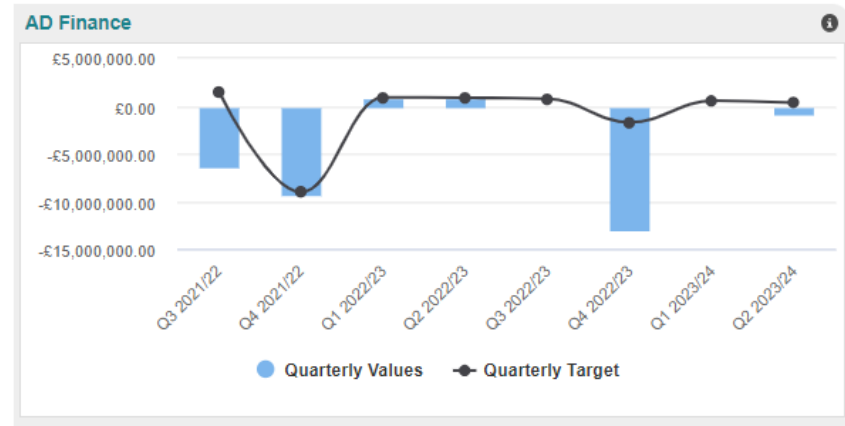 AD Finance
£5,000,000.00
£0.00
-£5,000,000.00
-£10,000,000.00
-£15,000,000.00
Q3 2021/22
Q4 2021/22
Q1 2022/23
Q2 2022/23
Q3 2022/23
Q4 2022/23
Q1 2023/24
Q2 2023/24
Quarterly Values
Quarterly Target